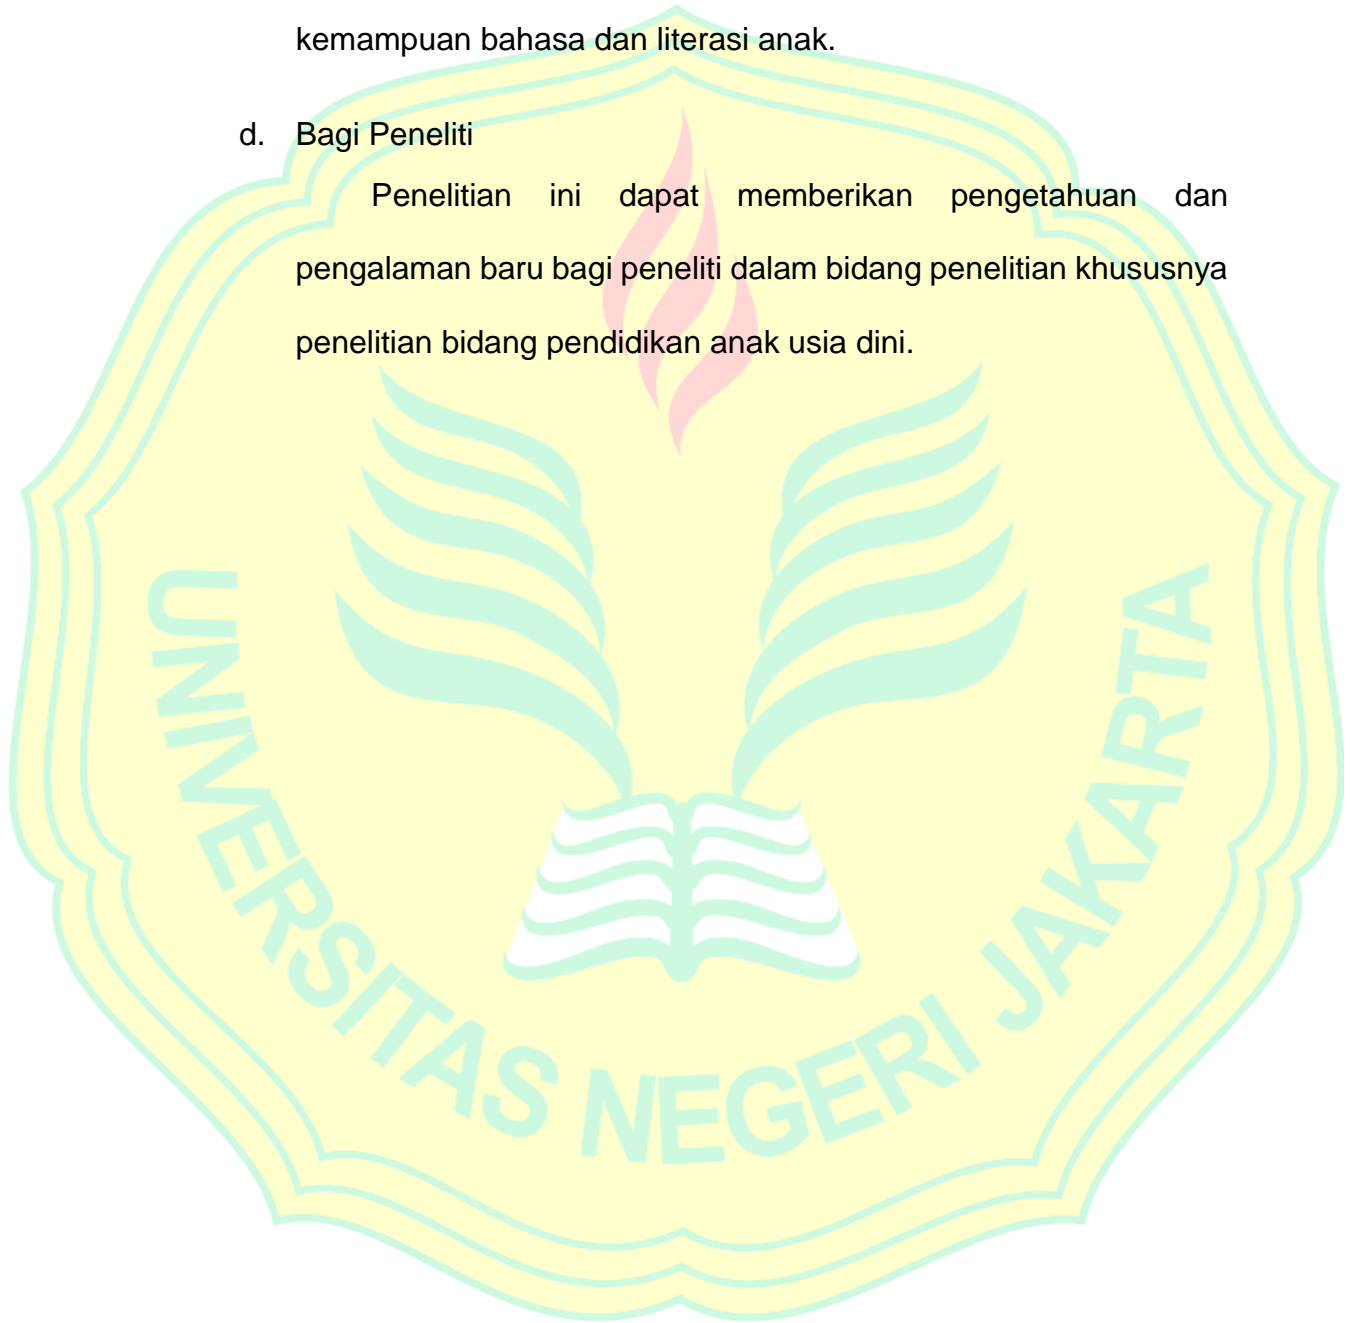 kemampuan bahasa dan literasi anak.
d. Bagi Peneliti
Penelitian ini dapat memberikan pengetahuan dan
pengalaman baru bagi peneliti dalam bidang penelitian khususnya
penelitian bidang pendidikan anak usia dini.
UNIVERSITAS NEGERI JAKARTA